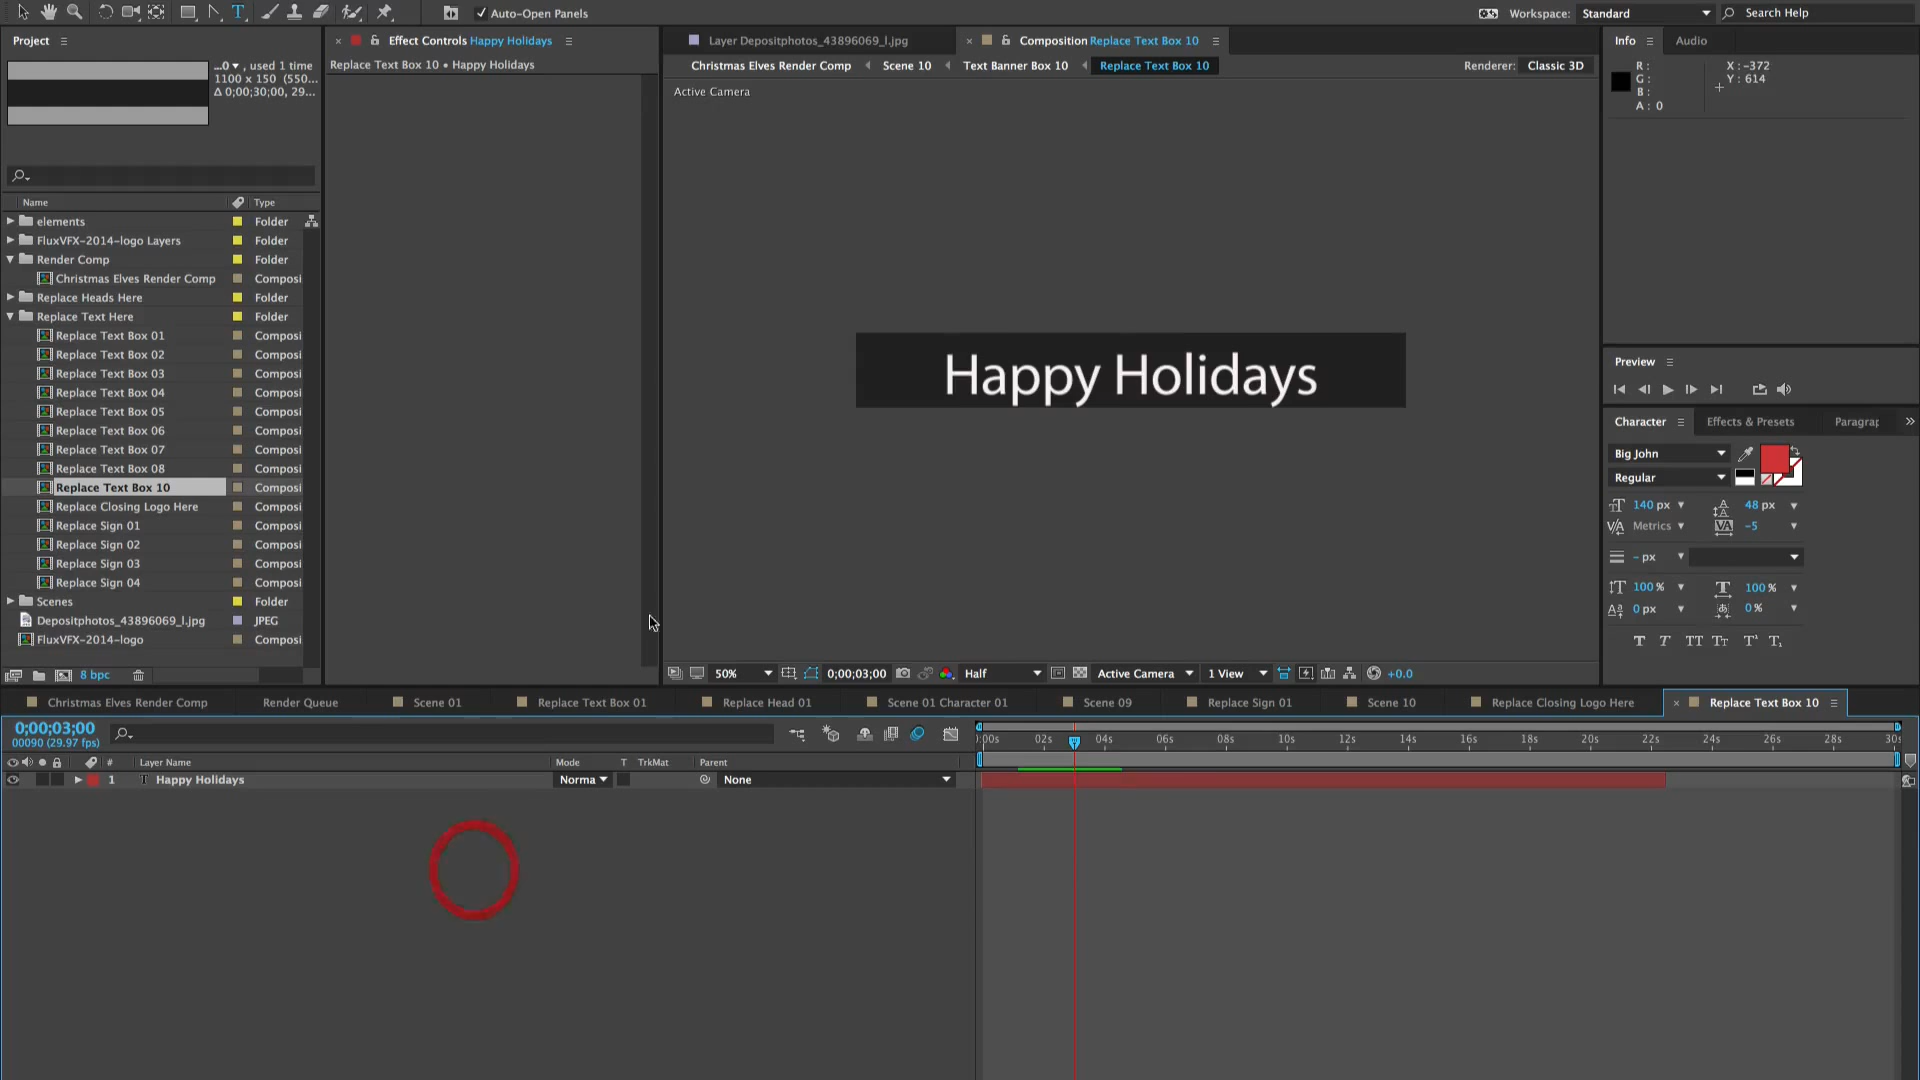 Auto-Open Panels
Workspace: Standard
Search Help
Project
Effect Controls Happy Holidays
Layer Depositphotos_43896069_l.jpg
Composition Replace Text Box 10
Info
Audio
...0 , used 1 time
1100 x 150 (550...
Δ 0;00;30;00, 29...
Replace Text Box 10 • Happy Holidays
Christmas Elves Render Comp
Scene 10
Text Banner Box 10
Replace Text Box 10
Renderer: Classic 3D
Active Camera
R :
G :
B :
A : 0
X : -372
Y : 614
Name
Type
elements
Folder
FluxVFX-2014-logo Layers
Folder
Render Comp
Folder
Christmas Elves Render Comp
Composi
Replace Heads Here
Folder
Replace Text Here
Folder
Replace Text Box 01
Composi
Replace Text Box 02
Composi
Replace Text Box 03
Composi
Replace Text Box 04
Composi
Replace Text Box 05
Composi
Replace Text Box 06
Composi
Replace Text Box 07
Composi
Replace Text Box 08
Composi
Replace Text Box 10
Composi
Replace Closing Logo Here
Composi
Replace Sign 01
Composi
Replace Sign 02
Composi
Replace Sign 03
Composi
Replace Sign 04
Composi
Scenes
Folder
Depositphotos_43896069_l.jpg
JPEG
FluxVFX-2014-logo
Composi
8 bpc
Happy Holidays
Preview
Character
Effects & Presets
Paragrap
Big John
Regular
140 px
48 px
Metrics
-5
- px
100 %
100 %
0 px
0 %
50%
0;00;03;00
Half
Active Camera
1 View
+0.0
Christmas Elves Render Comp
Render Queue
Scene 01
Replace Text Box 01
Replace Head 01
Scene 01 Character 01
Scene 09
Replace Sign 01
Scene 10
Replace Closing Logo Here
Replace Text Box 10
0;00;03;00
00090 (29.97 fps)
:00s
02s
04s
06s
08s
10s
12s
14s
16s
18s
20s
22s
24s
26s
28s
30s
#
Layer Name
Mode
T
TrkMat
Parent
1
Happy Holidays
Norma
None